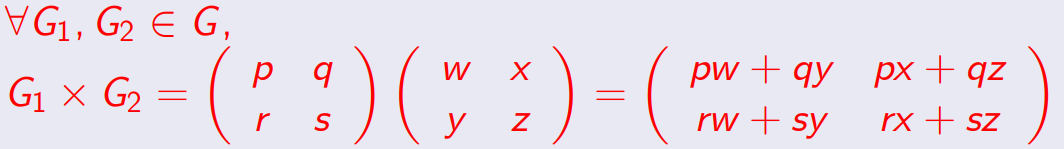 ∀G₁, G₂ ∈ G,
G₁ × G₂ = ( p q ; r s ) ( w x ; y z ) = ( pw + qy px + qz ; rw + sy rx + sz )